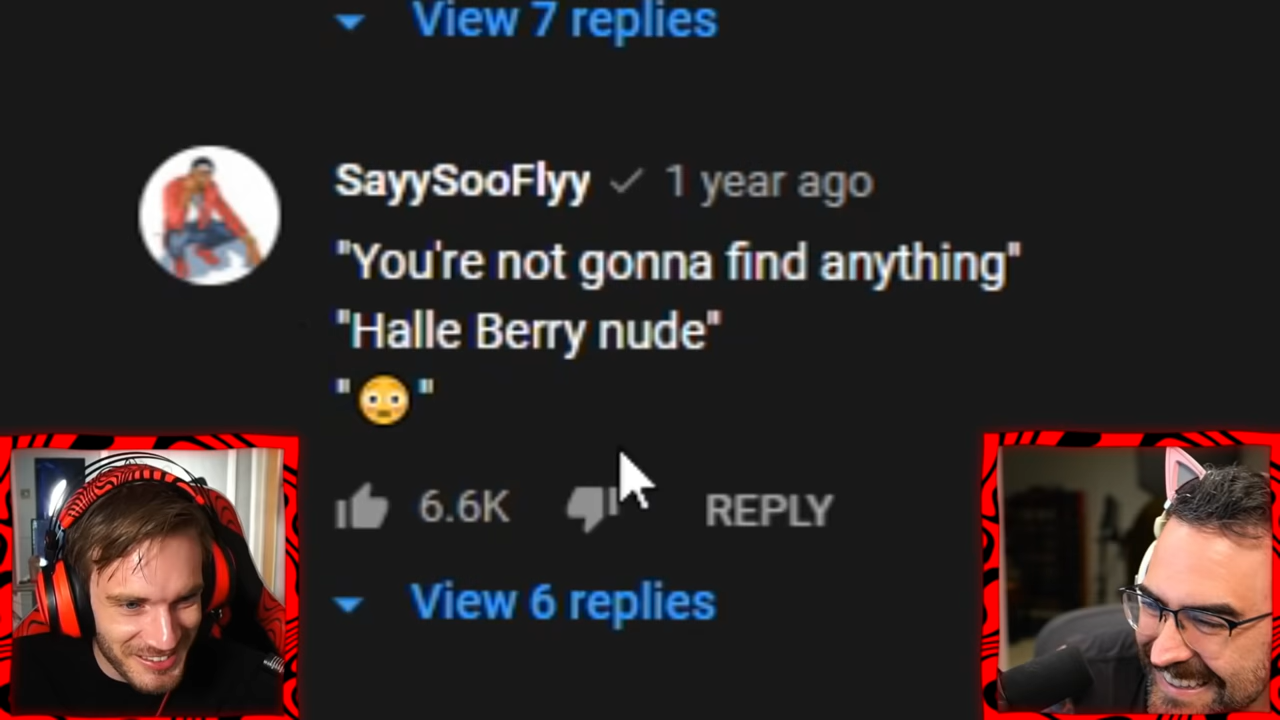 View 7 replies
SayySooFlyy 1 year ago
"You're not gonna find anything"
"Halle Berry nude"
"😳"
6.6K REPLY
View 6 replies